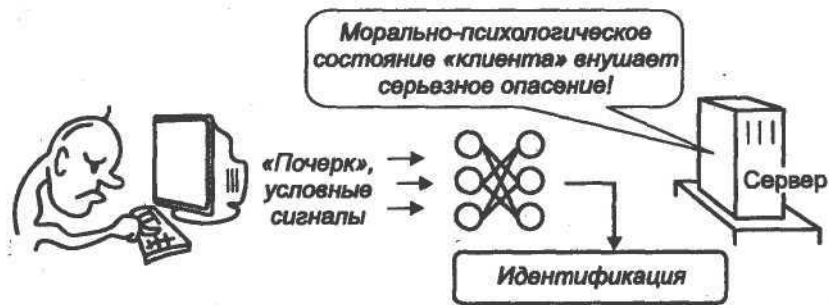 Морально-психологическое
состояние «клиента» внушает
серьезное опасение!
«Почерк»,
условные
сигналы
Сервер
Идентификация